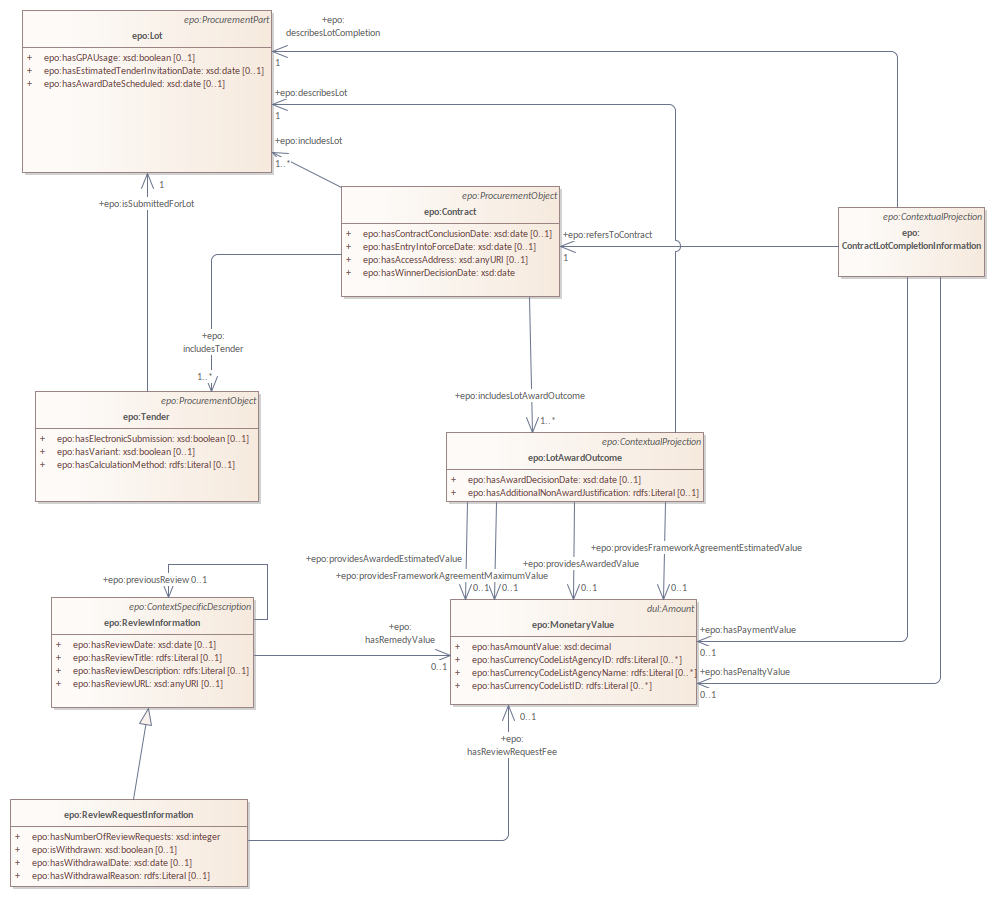 epo:ProcurementPart
epo:Lot
+ epo:hasGPAUsage: xsd:boolean [0..1]
+ epo:hasEstimatedTenderInvitationDate: xsd:date [0..1]
+ epo:hasAwardDateScheduled: xsd:date [0..1]
+epo:
describesLotCompletion
1
+epo:describesLot
1
+epo:includesLot
1..*
1
+epo:isSubmittedForLot
epo:ProcurementObject
epo:Contract
+ epo:hasContractConclusionDate: xsd:date [0..1]
+ epo:hasEntryIntoForceDate: xsd:date [0..1]
+ epo:hasAccessAddress: xsd:anyURI [0..1]
+ epo:hasWinnerDecisionDate: xsd:date
+epo:refersToContract
1
epo:ContextualProjection
epo:
ContractLotCompletionInformation
+epo:
includesTender
1..*
epo:ProcurementObject
epo:Tender
+ epo:hasElectronicSubmission: xsd:boolean [0..1]
+ epo:hasVariant: xsd:boolean [0..1]
+ epo:hasCalculationMethod: rdfs:Literal [0..1]
+epo:includesLotAwardOutcome
1..*
epo:ContextualProjection
epo:LotAwardOutcome
+ epo:hasAwardDecisionDate: xsd:date [0..1]
+ epo:hasAdditionalNonAwardJustification: rdfs:Literal [0..1]
+epo:providesFrameworkAgreementEstimatedValue
+epo:providesAwardedEstimatedValue
+epo:providesAwardedValue
+epo:providesFrameworkAgreementMaximumValue
0..1
0..1
0..1
0..1
+epo:previousReview 0..1
epo:ContextSpecificDescription
epo:ReviewInformation
+ epo:hasReviewDate: xsd:date [0..1]
+ epo:hasReviewTitle: rdfs:Literal [0..1]
+ epo:hasReviewDescription: rdfs:Literal [0..1]
+ epo:hasReviewURL: xsd:anyURI [0..1]
+epo:
hasRemedyValue
0..1
dul:Amount
epo:MonetaryValue
+ epo:hasAmountValue: xsd:decimal
+ epo:hasCurrencyCodeListAgencyID: rdfs:Literal [0..*]
+ epo:hasCurrencyCodeListAgencyName: rdfs:Literal [0..*]
+ epo:hasCurrencyCodeListID: rdfs:Literal [0..*]
+epo:hasPaymentValue
0..1
+epo:hasPenaltyValue
0..1
0..1
+epo:
hasReviewRequestFee
epo:ReviewRequestInformation
+ epo:hasNumberOfReviewRequests: xsd:integer
+ epo:isWithdrawn: xsd:boolean [0..1]
+ epo:hasWithdrawalDate: xsd:date [0..1]
+ epo:hasWithdrawalReason: rdfs:Literal [0..1]